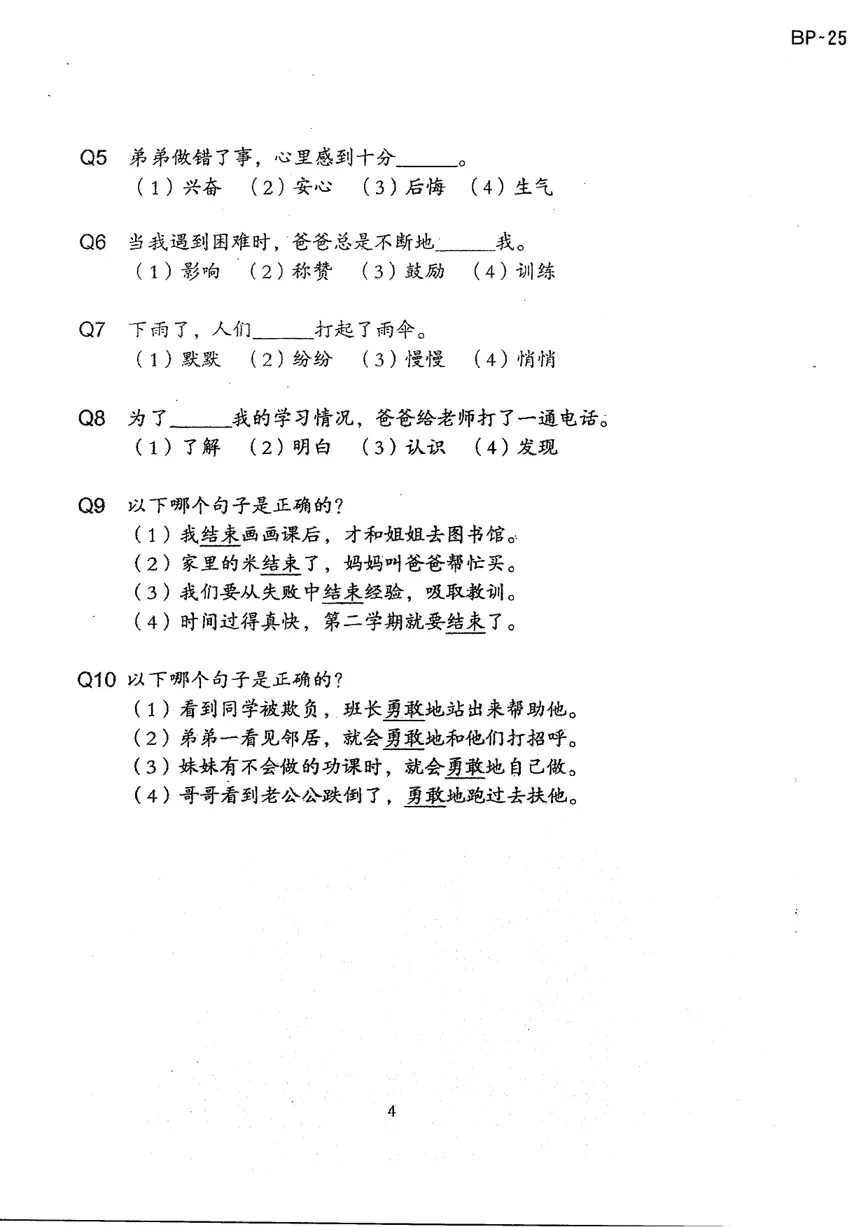 BP~25
Q5 弟弟做错了事，心里感到十分______。
（1）兴奋 （2）安心 （3）后悔 （4）生气
Q6 当我遇到困难时，爸爸总是不断地______我。
（1）影响 （2）称赞 （3）鼓励 （4）训练
Q7 下雨了，人们______打起了雨伞。
（1）默默 （2）纷纷 （3）慢慢 （4）悄悄
Q8 为了______我的学习情况，爸爸给老师打了一通电话。
（1）了解 （2）明白 （3）认识 （4）发现
Q9 以下哪个句子是正确的？
（1）我结束画画课后，才和姐姐去图书馆。
（2）家里的米结束了，妈妈叫爸爸帮忙买。
（3）我们要从失败中结束经验，吸取教训。
（4）时间过得真快，第二学期就要结束了。
Q10 以下哪个句子是正确的？
（1）看到同学被欺负，班长勇敢地站出来帮助他。
（2）弟弟一看见邻居，就会勇敢地和他们打招呼。
（3）妹妹有不会做的功课时，就会勇敢地自己做。
（4）哥哥看到老公公跌倒了，勇敢地跑过去扶他。
4